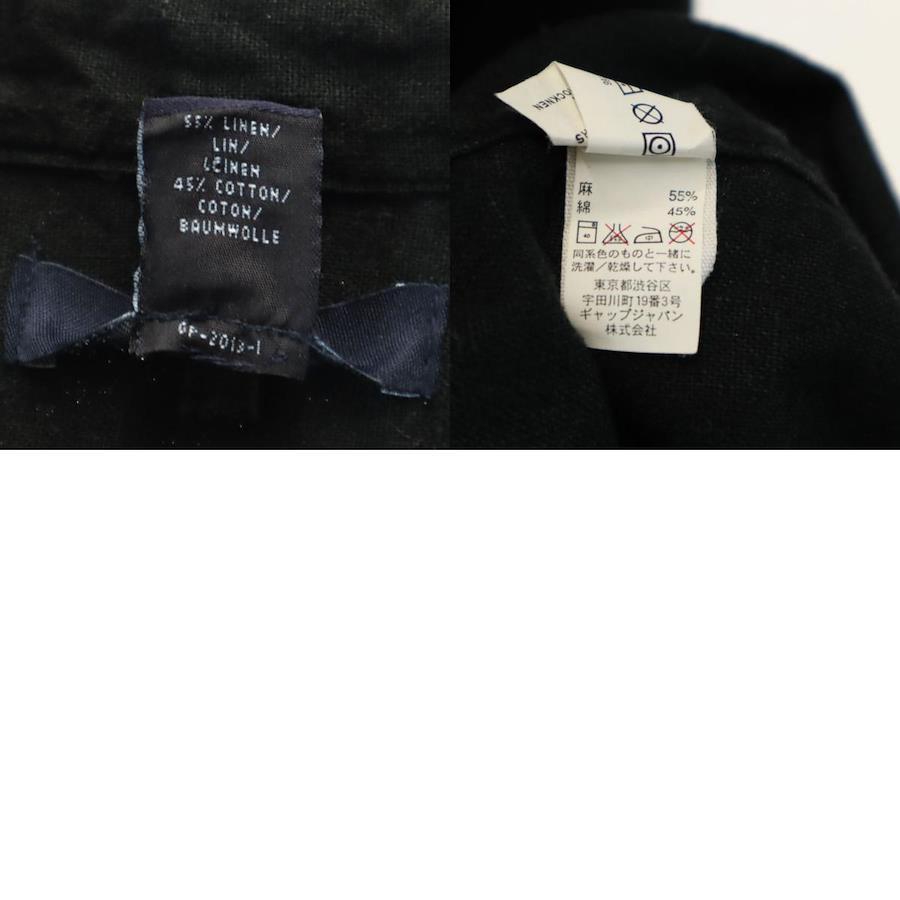 55% LINEN/
LIN/
LEINEN
45% COTTON/
COTON/
BAUMWOLLE
GP-2013-1
麻 55%
綿 45%
40
同系色のものと一緒に
洗濯/乾燥して下さい。
東京都渋谷区
宇田川町19番3号
ギャップジャパン
株式会社